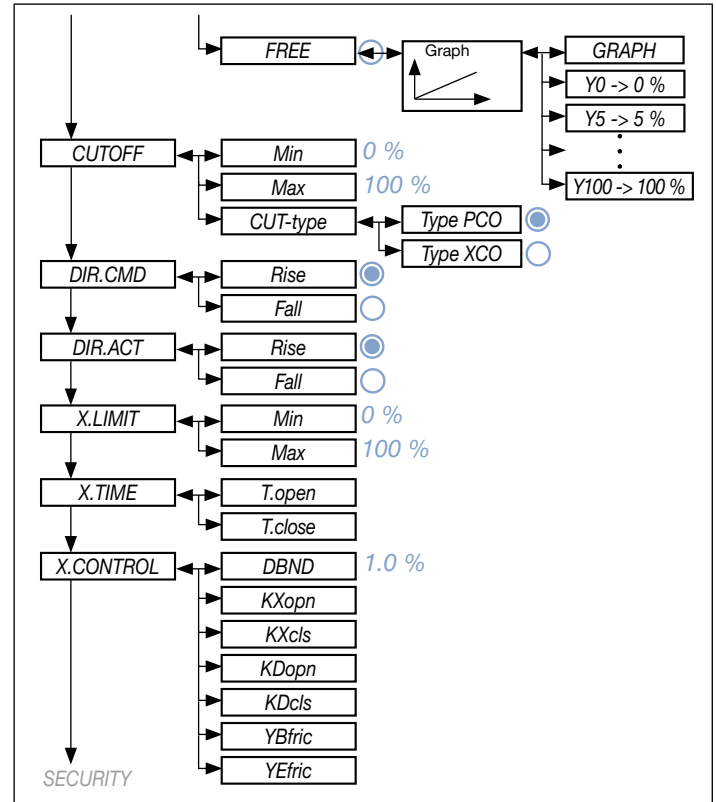 FREE
Graph
GRAPH
Y0 -> 0 %
Y5 -> 5 %
Y100 -> 100 %
CUTOFF
Min
0 %
Max
100 %
CUT-type
Type PCO
Type XCO
DIR.CMD
Rise
Fall
DIR.ACT
Rise
Fall
X.LIMIT
Min
0 %
Max
100 %
X.TIME
T.open
T.close
X.CONTROL
DBND
1.0 %
KXopn
KXcls
KDopn
KDcls
YBfric
YEfric
SECURITY